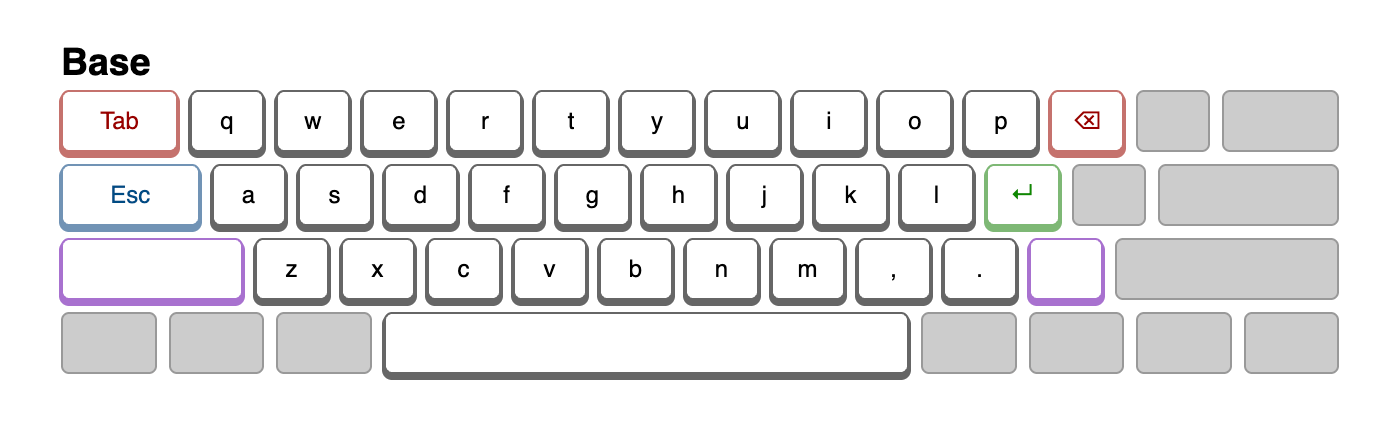 Base
Tab q w e r t y u i o p ⌫
Esc a s d f g h j k l ↵
z x c v b n m , .